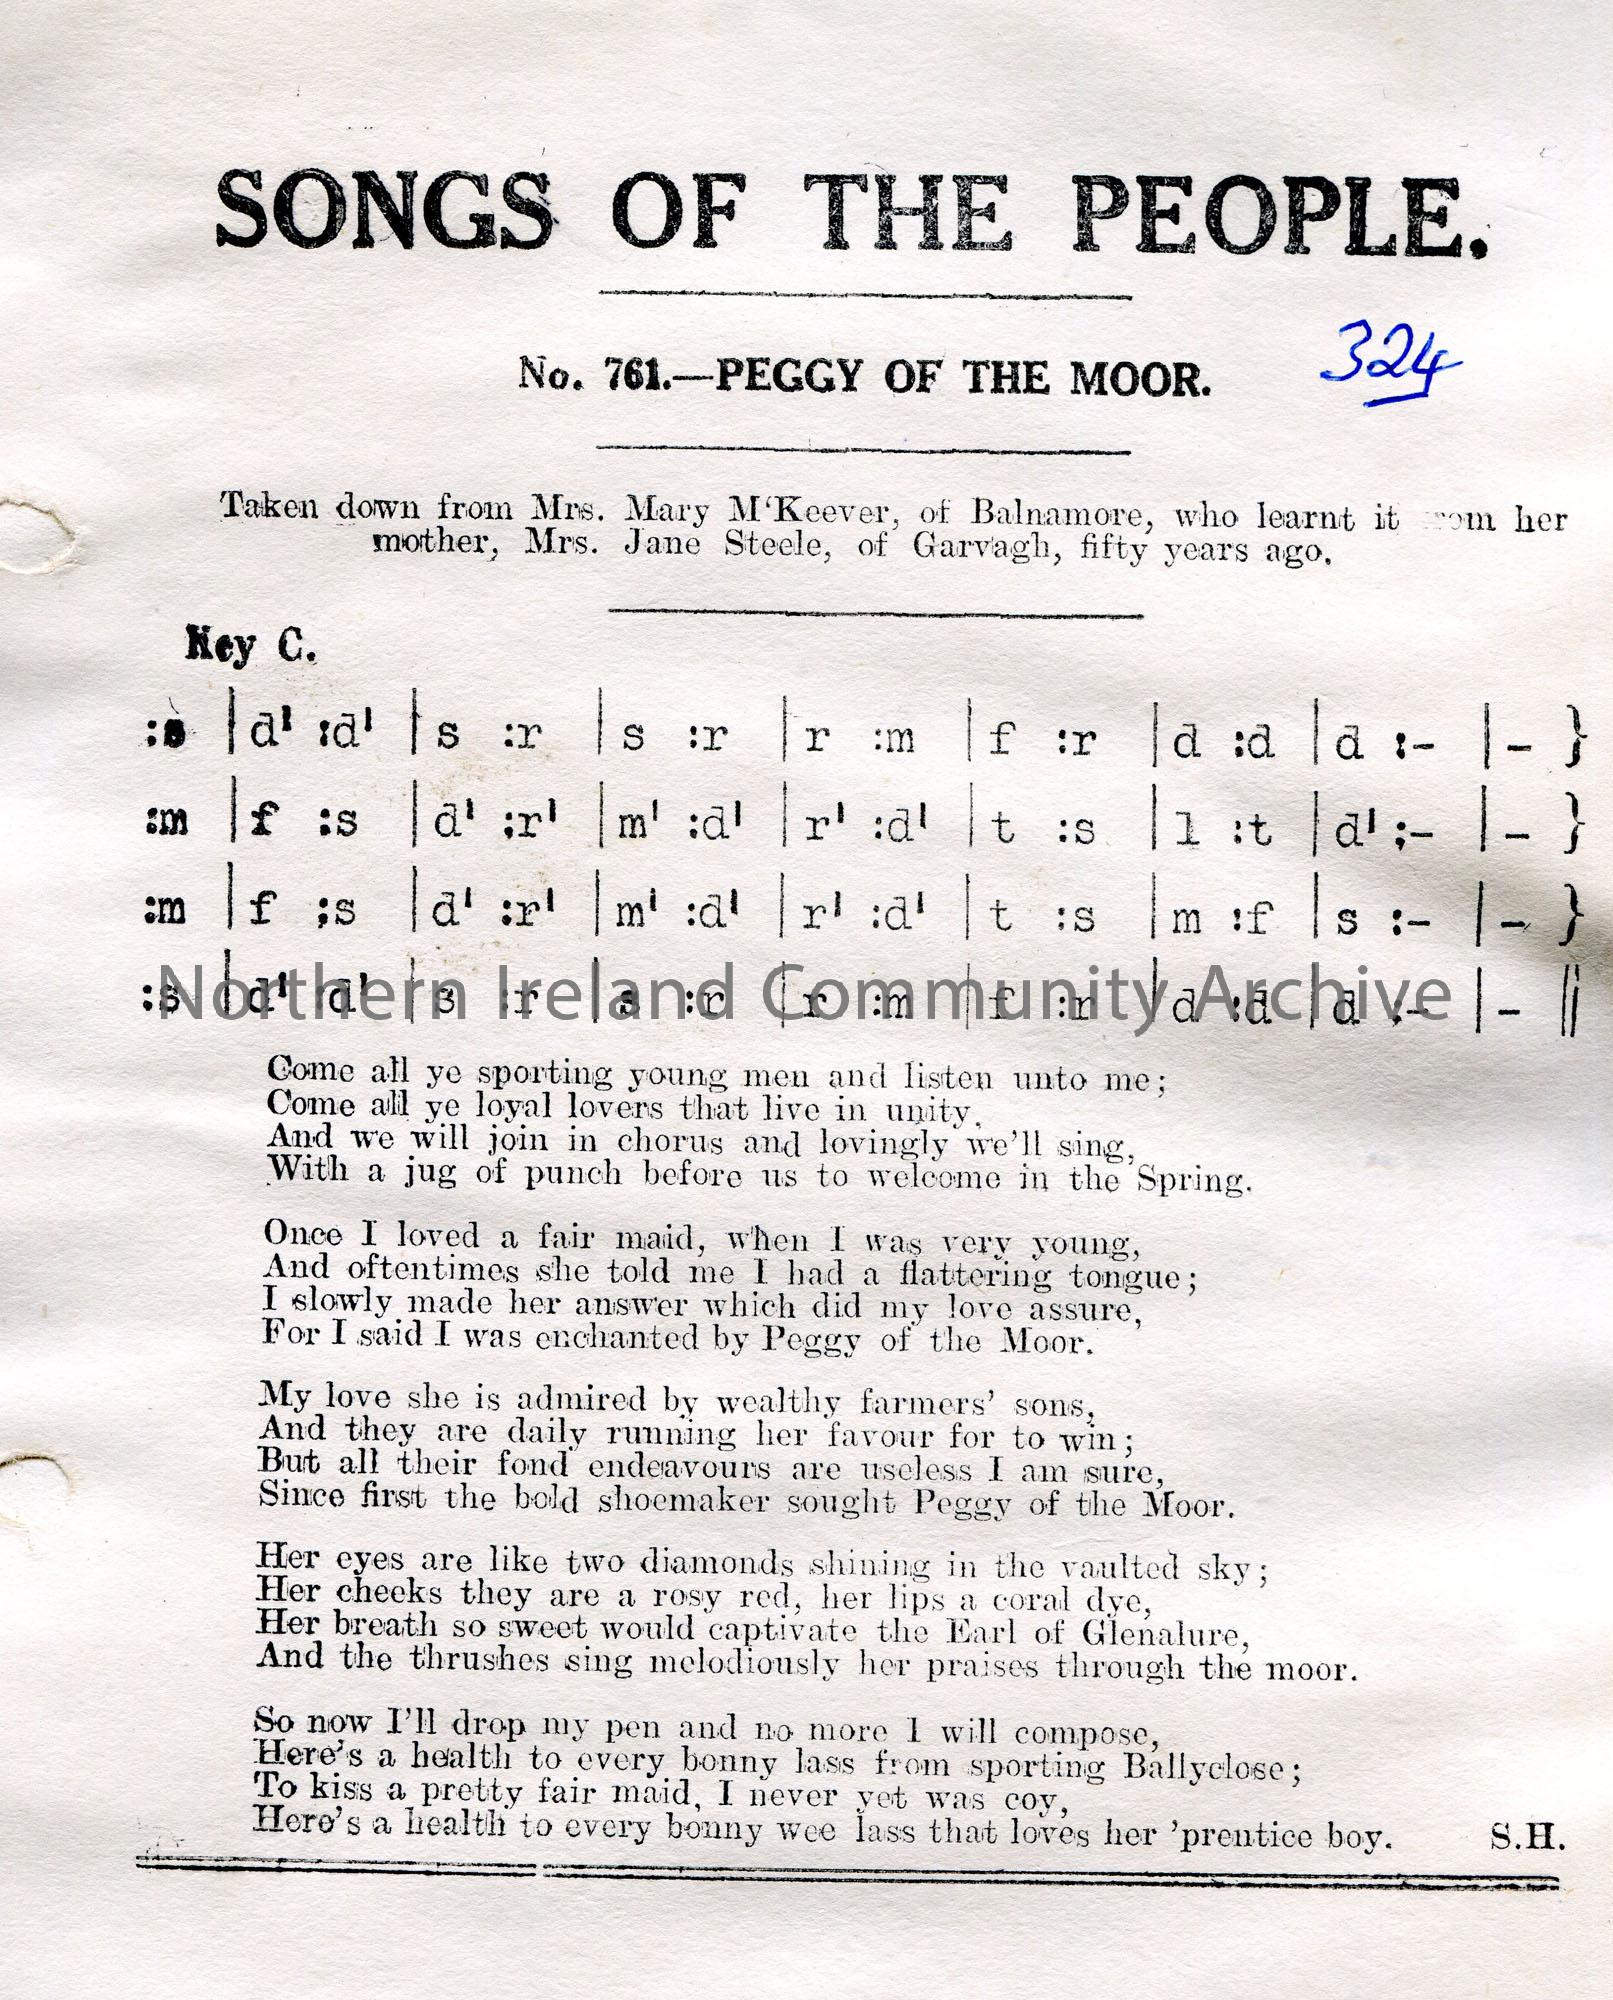 SONGS OF THE PEOPLE.
No. 761.—PEGGY OF THE MOOR.
324
Taken down from Mrs. Mary M‘Keever, of Balnamore, who learnt it from her
mother, Mrs. Jane Steele, of Garvagh, fifty years ago.
Key C.
:s | d' :d' | s :r | s :r | r :m | f :r | d :d | d :– | – }
:m | f :s | d' :r' | m' :d' | r' :d' | t :s | l :t | d' :– | – }
:m | f :s | d' :r' | m' :d' | r' :d' | t :s | m :f | s :– | – }
:s | d' :d' | s :r | s :r | r :m | f :r | d :d | d :– | – ||
Northern Ireland Community Archive
Come all ye sporting young men and listen unto me;
Come all ye loyal lovers that live in unity,
And we will join in chorus and lovingly we'll sing,
With a jug of punch before us to welcome in the Spring.
Once I loved a fair maid, when I was very young,
And oftentimes she told me I had a flattering tongue;
I slowly made her answer which did my love assure,
For I said I was enchanted by Peggy of the Moor.
My love she is admired by wealthy farmers' sons,
And they are daily running her favour for to win;
But all their fond endeavours are useless I am sure,
Since first the bold shoemaker sought Peggy of the Moor.
Her eyes are like two diamonds shining in the vaulted sky;
Her cheeks they are a rosy red, her lips a coral dye,
Her breath so sweet would captivate the Earl of Glenalure,
And the thrushes sing melodiously her praises through the moor.
So now I'll drop my pen and no more I will compose,
Here's a health to every bonny lass from sporting Ballyclose;
To kiss a pretty fair maid, I never yet was coy,
Here's a health to every bonny wee lass that loves her 'prentice boy. S.H.